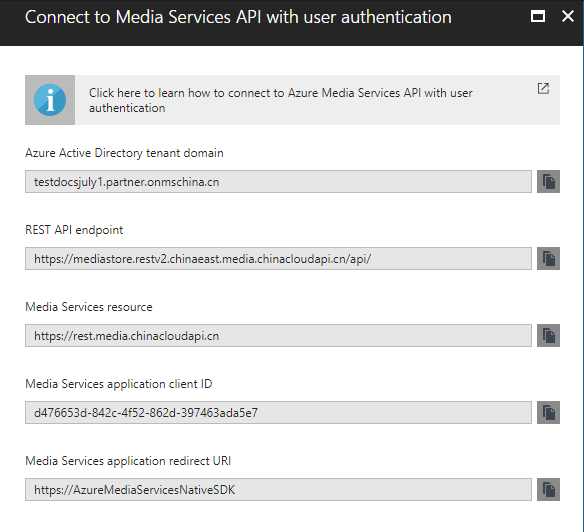 Connect to Media Services API with user authentication
Click here to learn how to connect to Azure Media Services API with user
authentication
Azure Active Directory tenant domain
testdocsjuly1.partner.onmschina.cn
REST API endpoint
https://mediastore.restv2.chinaeast.media.chinacloudapi.cn/api/
Media Services resource
https://rest.media.chinacloudapi.cn
Media Services application client ID
d476653d-842c-4f52-862d-397463ada5e7
Media Services application redirect URI
https://AzureMediaServicesNativeSDK